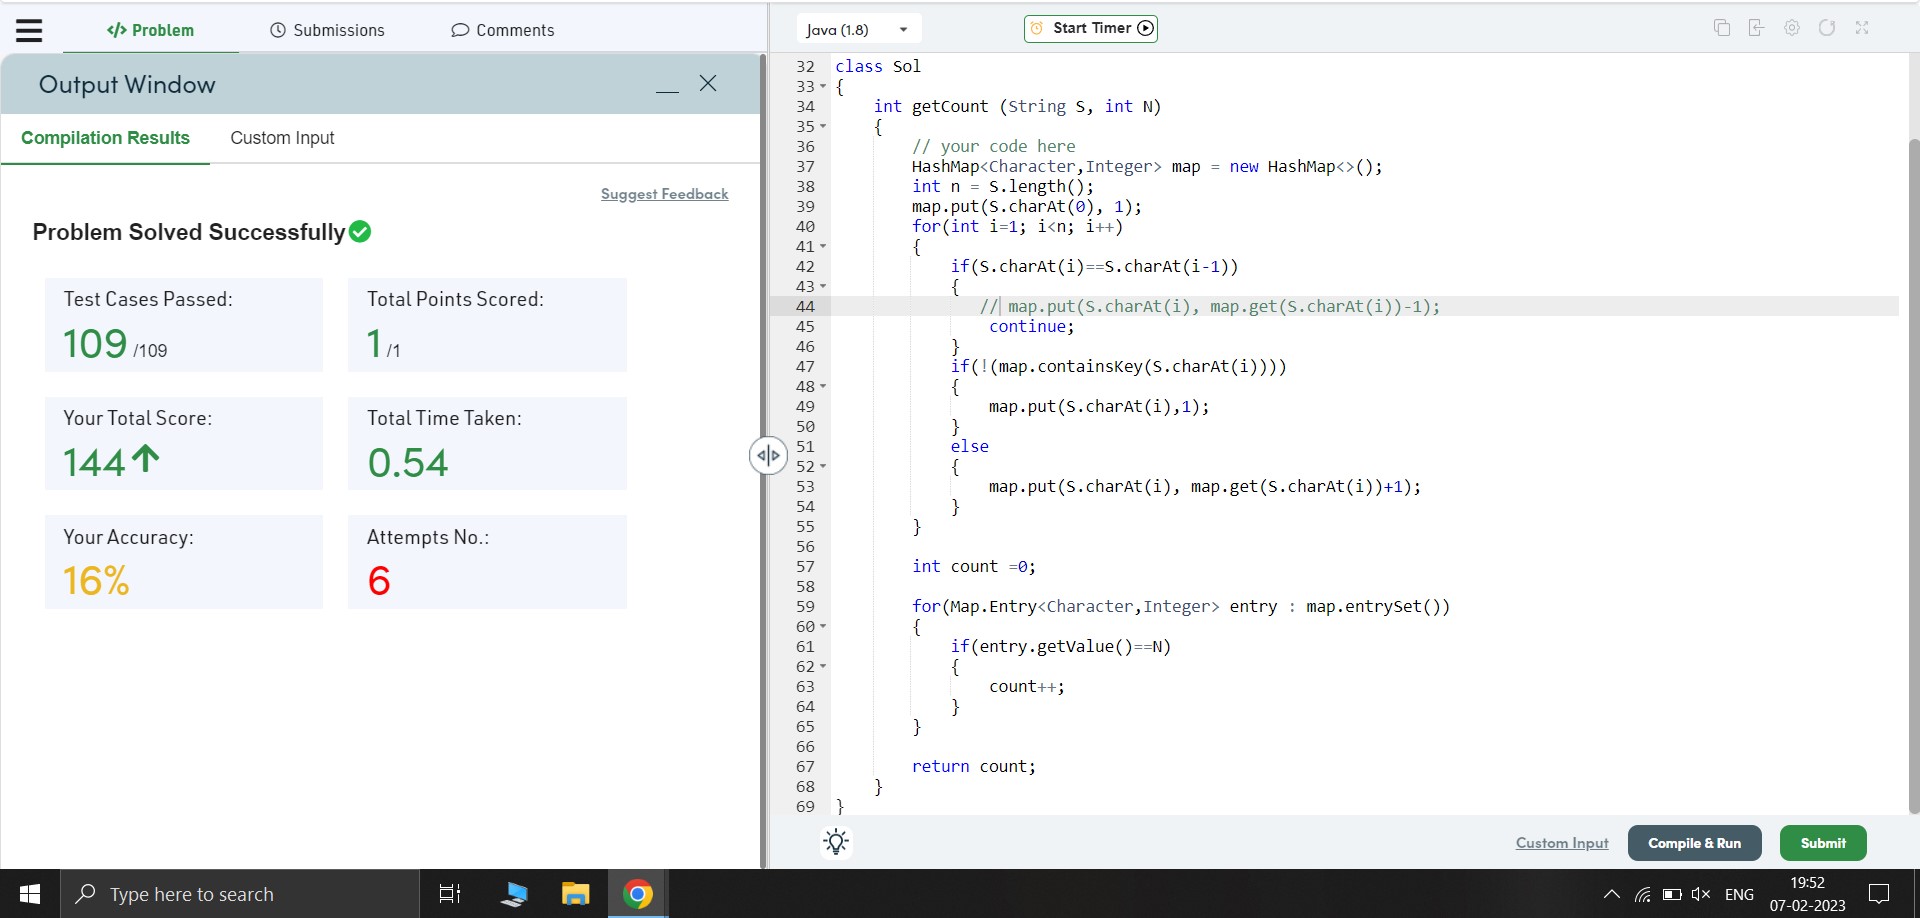 </> Problem
Submissions
Comments
Java (1.8)
Start Timer
Output Window
Compilation Results
Custom Input
Suggest Feedback
Problem Solved Successfully
Test Cases Passed:
109 /109
Total Points Scored:
1 /1
Your Total Score:
144
Total Time Taken:
0.54
Your Accuracy:
16%
Attempts No.:
6
32 class Sol
33 {
34     int getCount (String S, int N)
35     {
36         // your code here
37         HashMap<Character,Integer> map = new HashMap<>();
38         int n = S.length();
39         map.put(S.charAt(0), 1);
40         for(int i=1; i<n; i++)
41         {
42             if(S.charAt(i)==S.charAt(i-1))
43             {
44                // map.put(S.charAt(i), map.get(S.charAt(i))-1);
45                 continue;
46             }
47             if(!(map.containsKey(S.charAt(i))))
48             {
49                 map.put(S.charAt(i),1);
50             }
51             else
52             {
53                 map.put(S.charAt(i), map.get(S.charAt(i))+1);
54             }
55         }
56
57         int count =0;
58
59         for(Map.Entry<Character,Integer> entry : map.entrySet())
60         {
61             if(entry.getValue()==N)
62             {
63                 count++;
64             }
65         }
66
67         return count;
68     }
69 }
Custom Input
Compile & Run
Submit
Type here to search
ENG
19:52
07-02-2023